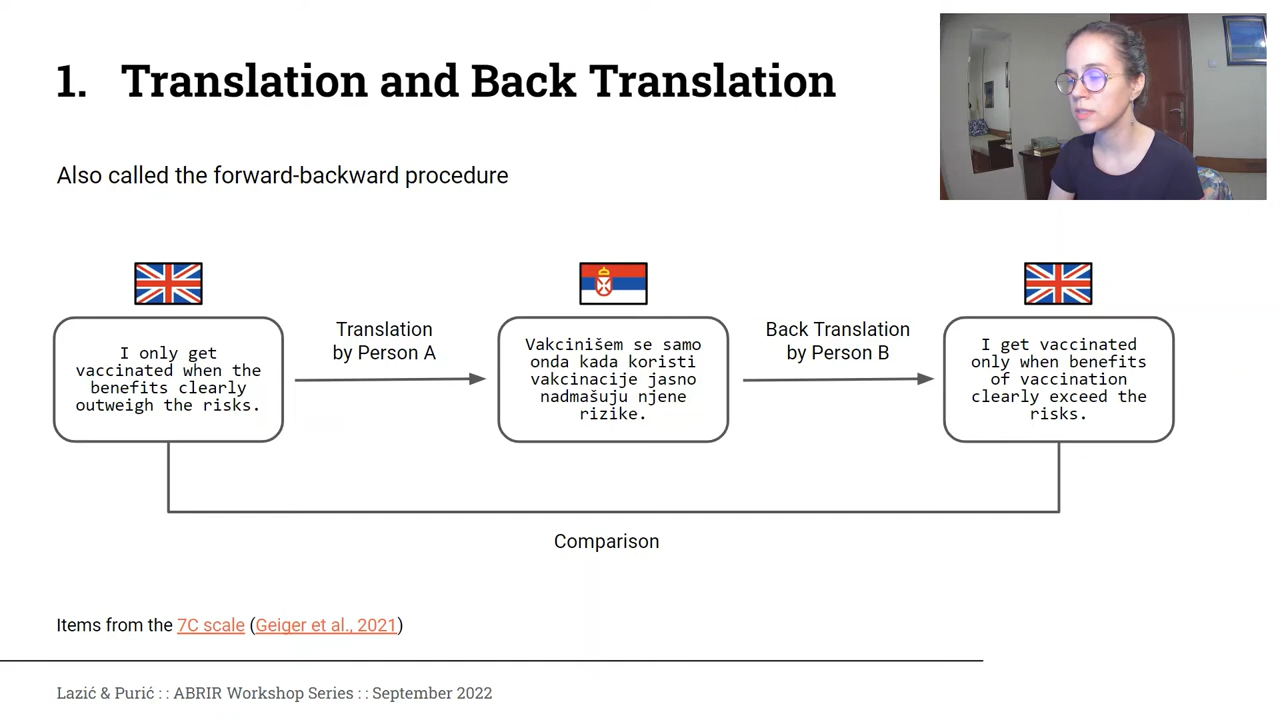 1. Translation and Back Translation
Also called the forward-backward procedure
I only get
vaccinated when the
benefits clearly
outweigh the risks.
Translation
by Person A
Vakcinišem se samo
onda kada koristi
vakcinacije jasno
nadmašuju njene
rizike.
Back Translation
by Person B
I get vaccinated
only when benefits
of vaccination
clearly exceed the
risks.
Comparison
Items from the 7C scale (Geiger et al., 2021)
Lazić & Purić : : ABRIR Workshop Series : : September 2022